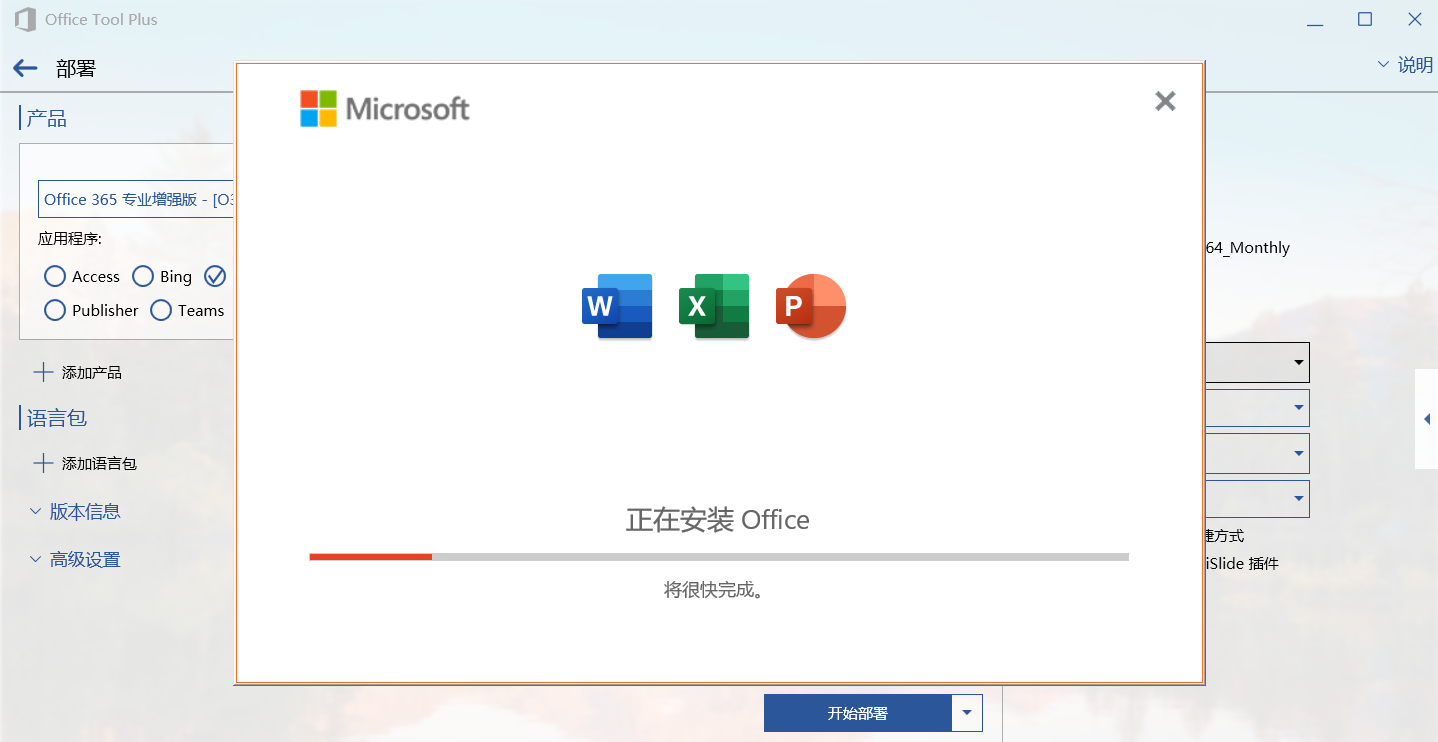 Office Tool Plus
部署
说明
产品
Microsoft
Office 365 专业增强版 - [O3
应用程序:
Access
Bing
64_Monthly
Publisher
Teams
W
X
P
添加产品
语言包
添加语言包
版本信息
正在安装 Office
捷方式
高级设置
iSlide 插件
将很快完成。
开始部署